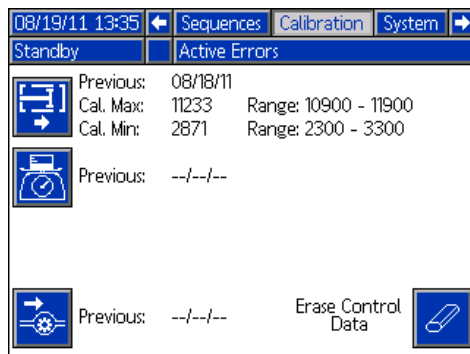 08/19/11 13:35 Sequences Calibration System
Standby Active Errors
Previous: 08/18/11
Cal. Max: 11233 Range: 10900 - 11900
Cal. Min: 2871 Range: 2300 - 3300
Previous: --/--/--
Previous: --/--/--
Erase Control
Data